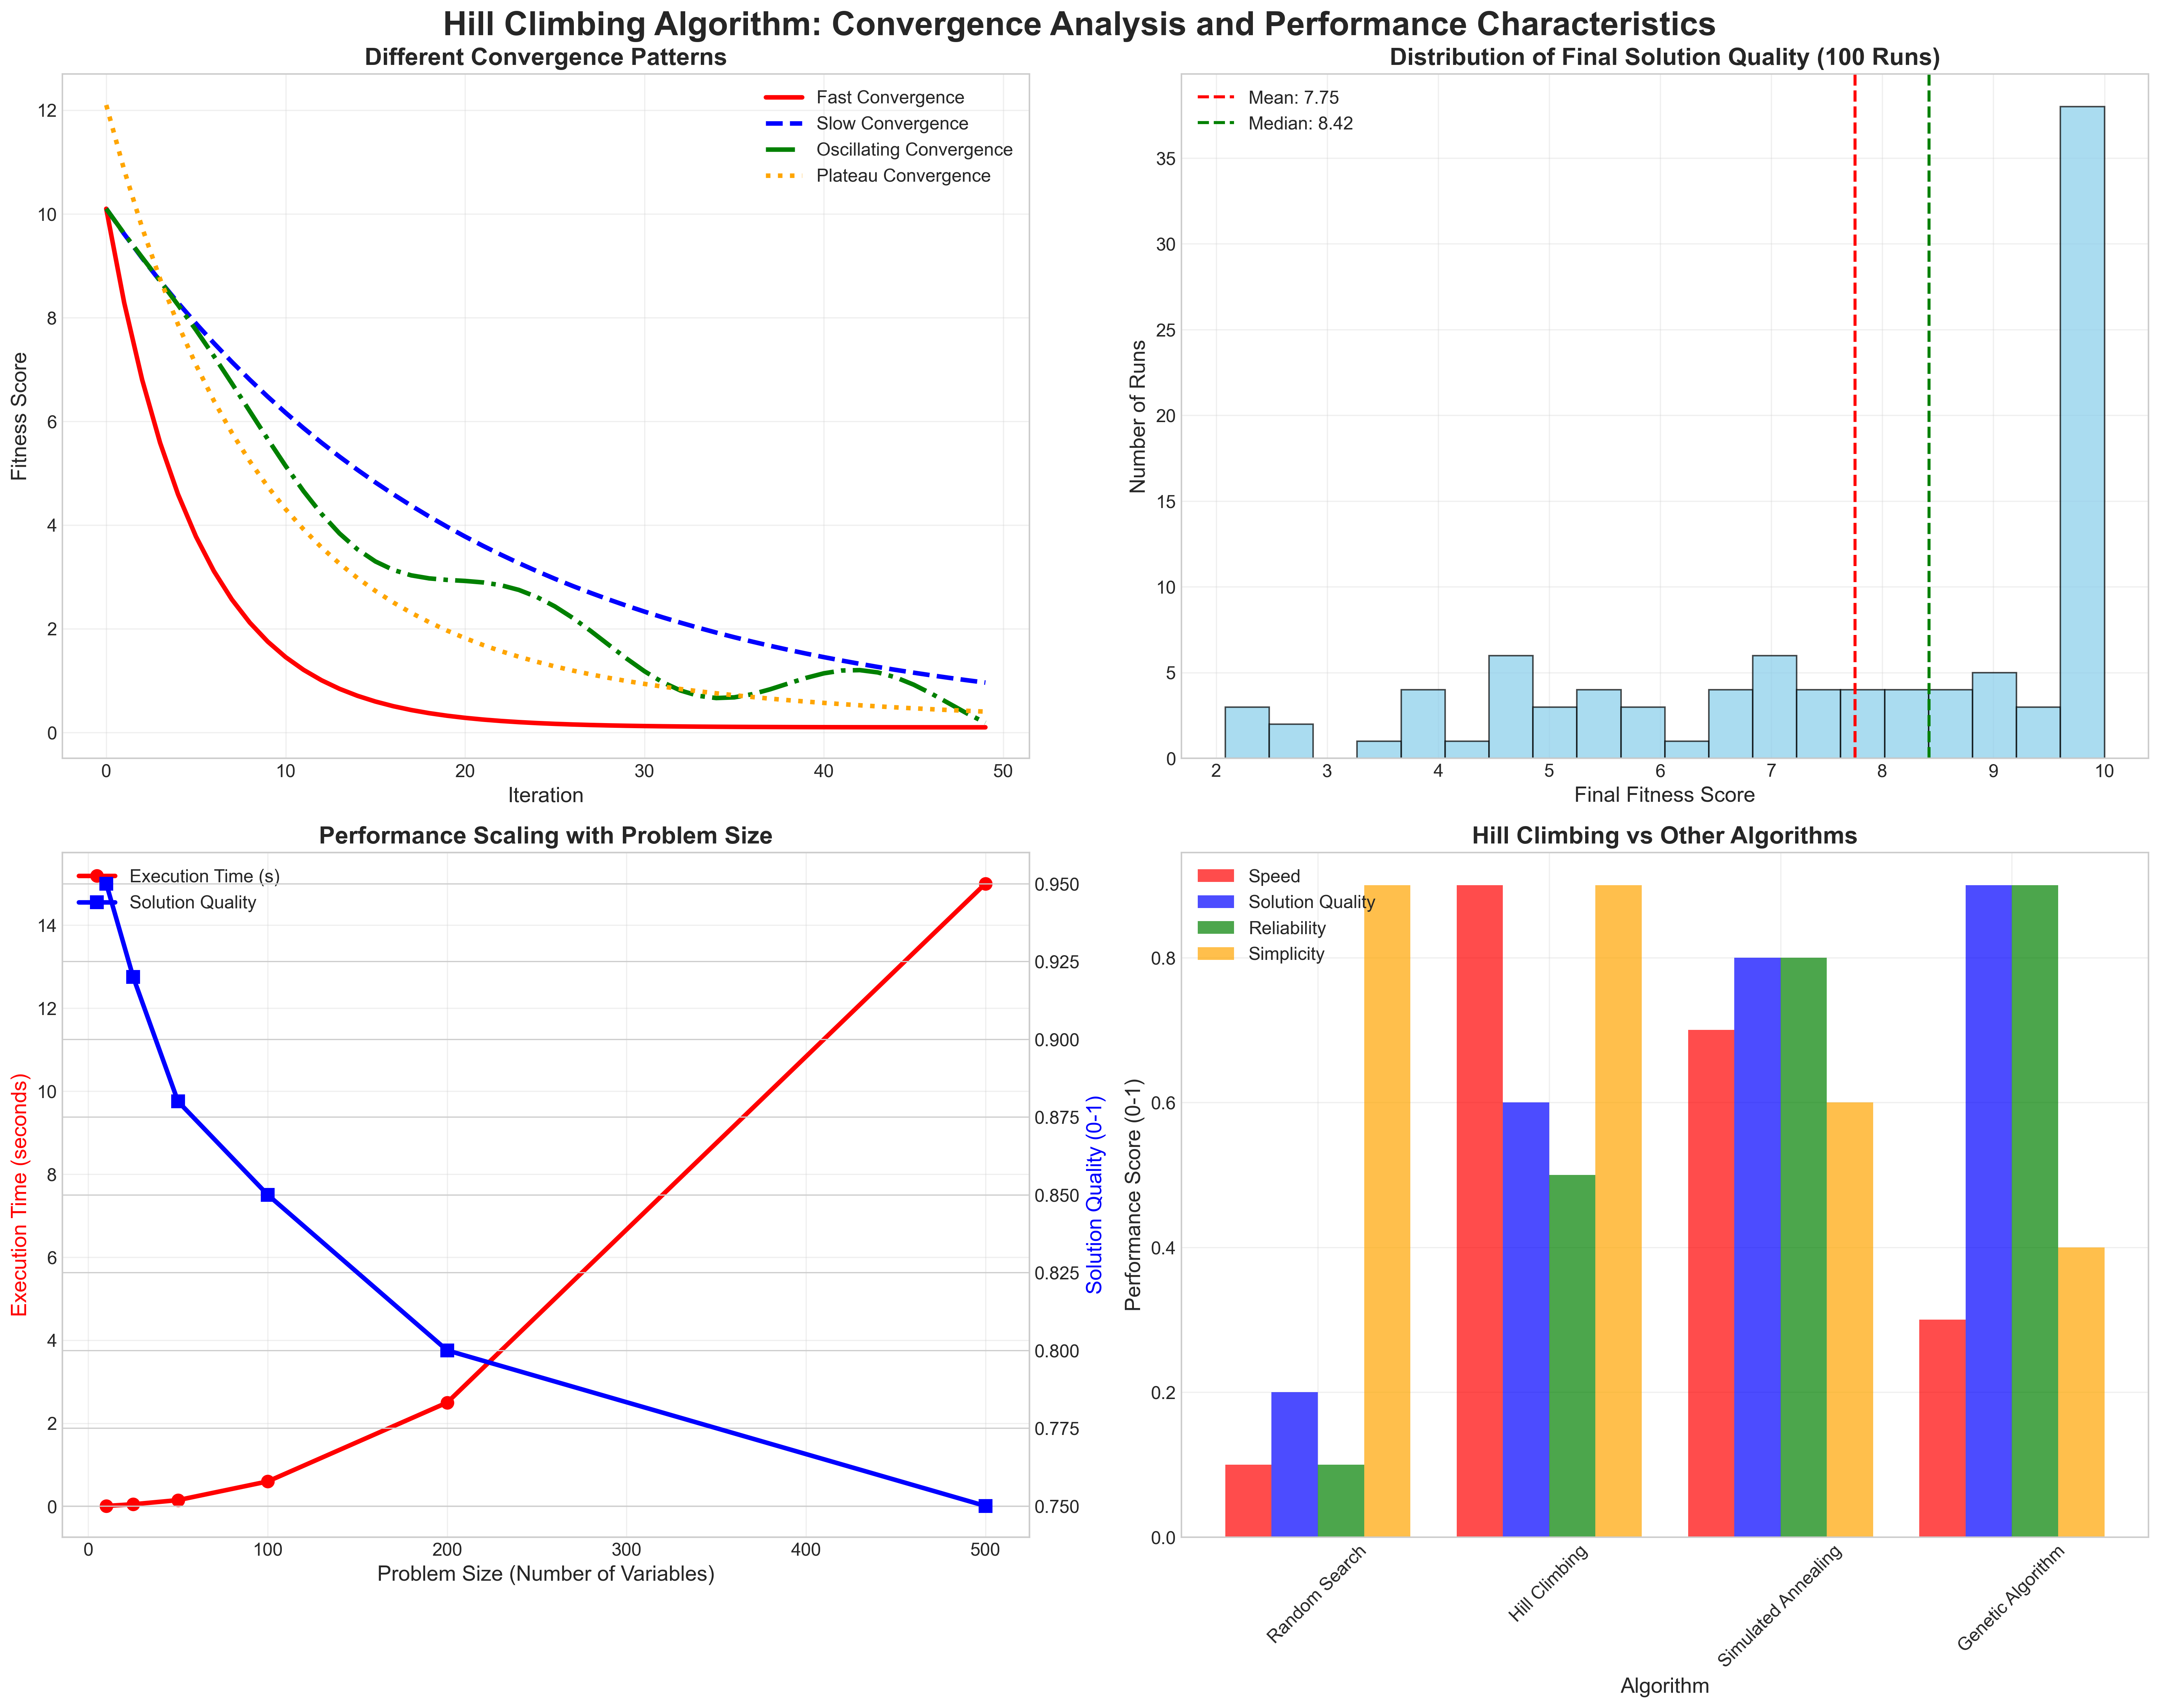 Hill Climbing Algorithm: Convergence Analysis and Performance Characteristics
Different Convergence Patterns
Fast Convergence
Slow Convergence
Oscillating Convergence
Plateau Convergence
12
10
8
6
4
2
0
Fitness Score
0 10 20 30 40 50
Iteration
Distribution of Final Solution Quality (100 Runs)
Mean: 7.75
Median: 8.42
35
30
25
20
15
10
5
0
Number of Runs
2 3 4 5 6 7 8 9 10
Final Fitness Score
Performance Scaling with Problem Size
Execution Time (s)
Solution Quality
14
12
10
8
6
4
2
0
Execution Time (seconds)
0.950
0.925
0.900
0.875
0.850
0.825
0.800
0.775
0.750
Solution Quality (0-1)
0 100 200 300 400 500
Problem Size (Number of Variables)
Hill Climbing vs Other Algorithms
Speed
Solution Quality
Reliability
Simplicity
0.8
0.6
0.4
0.2
0.0
Performance Score (0-1)
Random Search
Hill Climbing
Simulated Annealing
Genetic Algorithm
Algorithm